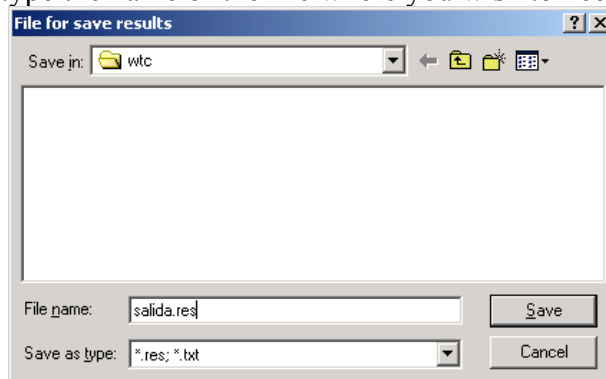 File for save results
Save in: wtc
File name: salida.res
Save
Save as type: *.res; *.txt
Cancel